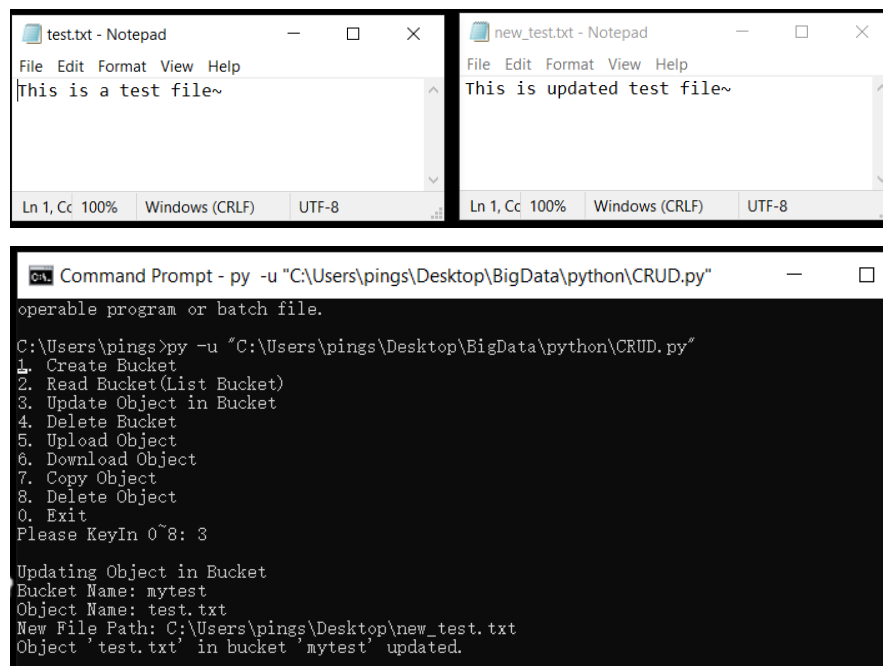 test.txt - Notepad
File Edit Format View Help
This is a test file~
Ln 1, Cc 100% Windows (CRLF) UTF-8
new_test.txt - Notepad
File Edit Format View Help
This is updated test file~
Ln 1, Cc 100% Windows (CRLF) UTF-8
Command Prompt - py -u "C:\Users\pings\Desktop\BigData\python\CRUD.py"
operable program or batch file.
C:\Users\pings>py -u "C:\Users\pings\Desktop\BigData\python\CRUD.py"
1. Create Bucket
2. Read Bucket(List Bucket)
3. Update Object in Bucket
4. Delete Bucket
5. Upload Object
6. Download Object
7. Copy Object
8. Delete Object
0. Exit
Please KeyIn 0~8: 3
Updating Object in Bucket
Bucket Name: mytest
Object Name: test.txt
New File Path: C:\Users\pings\Desktop\new_test.txt
Object 'test.txt' in bucket 'mytest' updated.